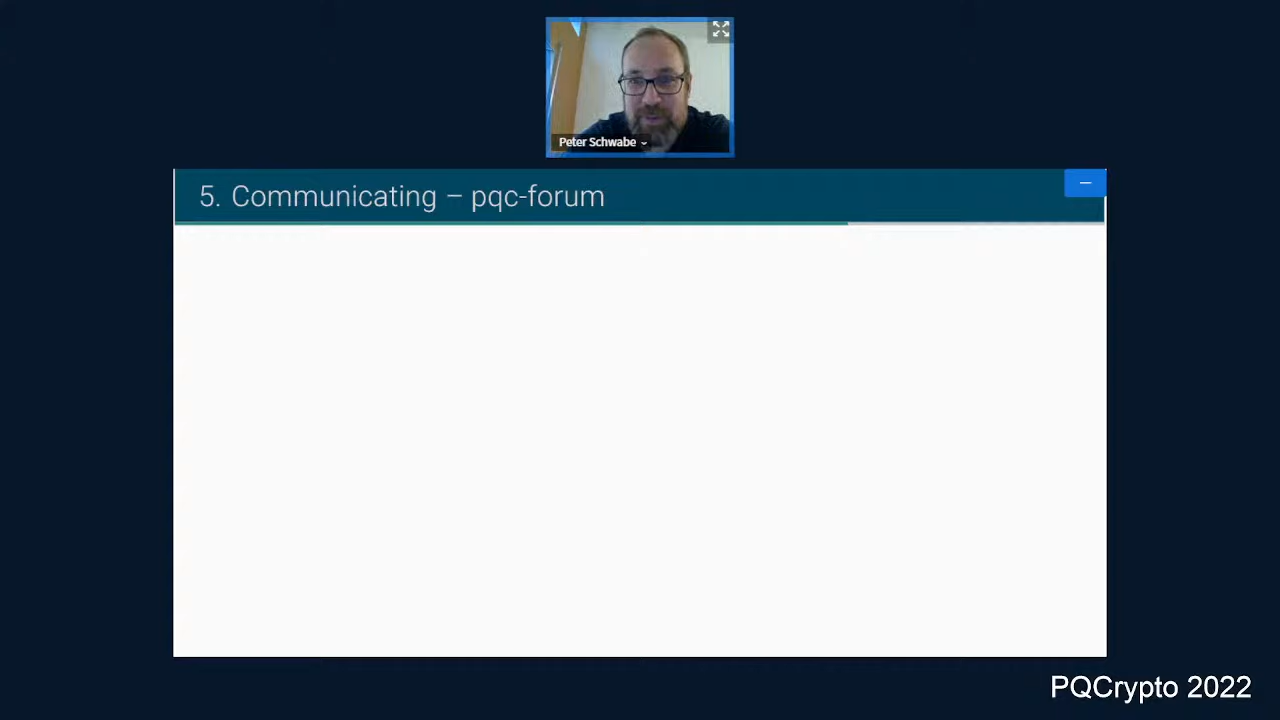 Peter Schwabe
5. Communicating – pqc-forum
PQCrypto 2022